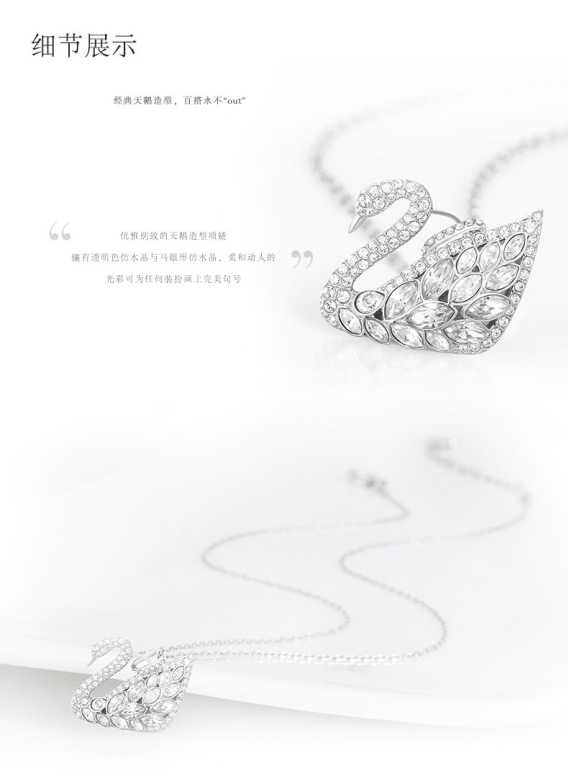 细节展示
经典天鹅造型，百搭永不“out”
“
优雅别致的天鹅造型项链
镶有透明色仿水晶与马眼形仿水晶，柔和动人的
光彩可为任何装扮画上完美句号
”